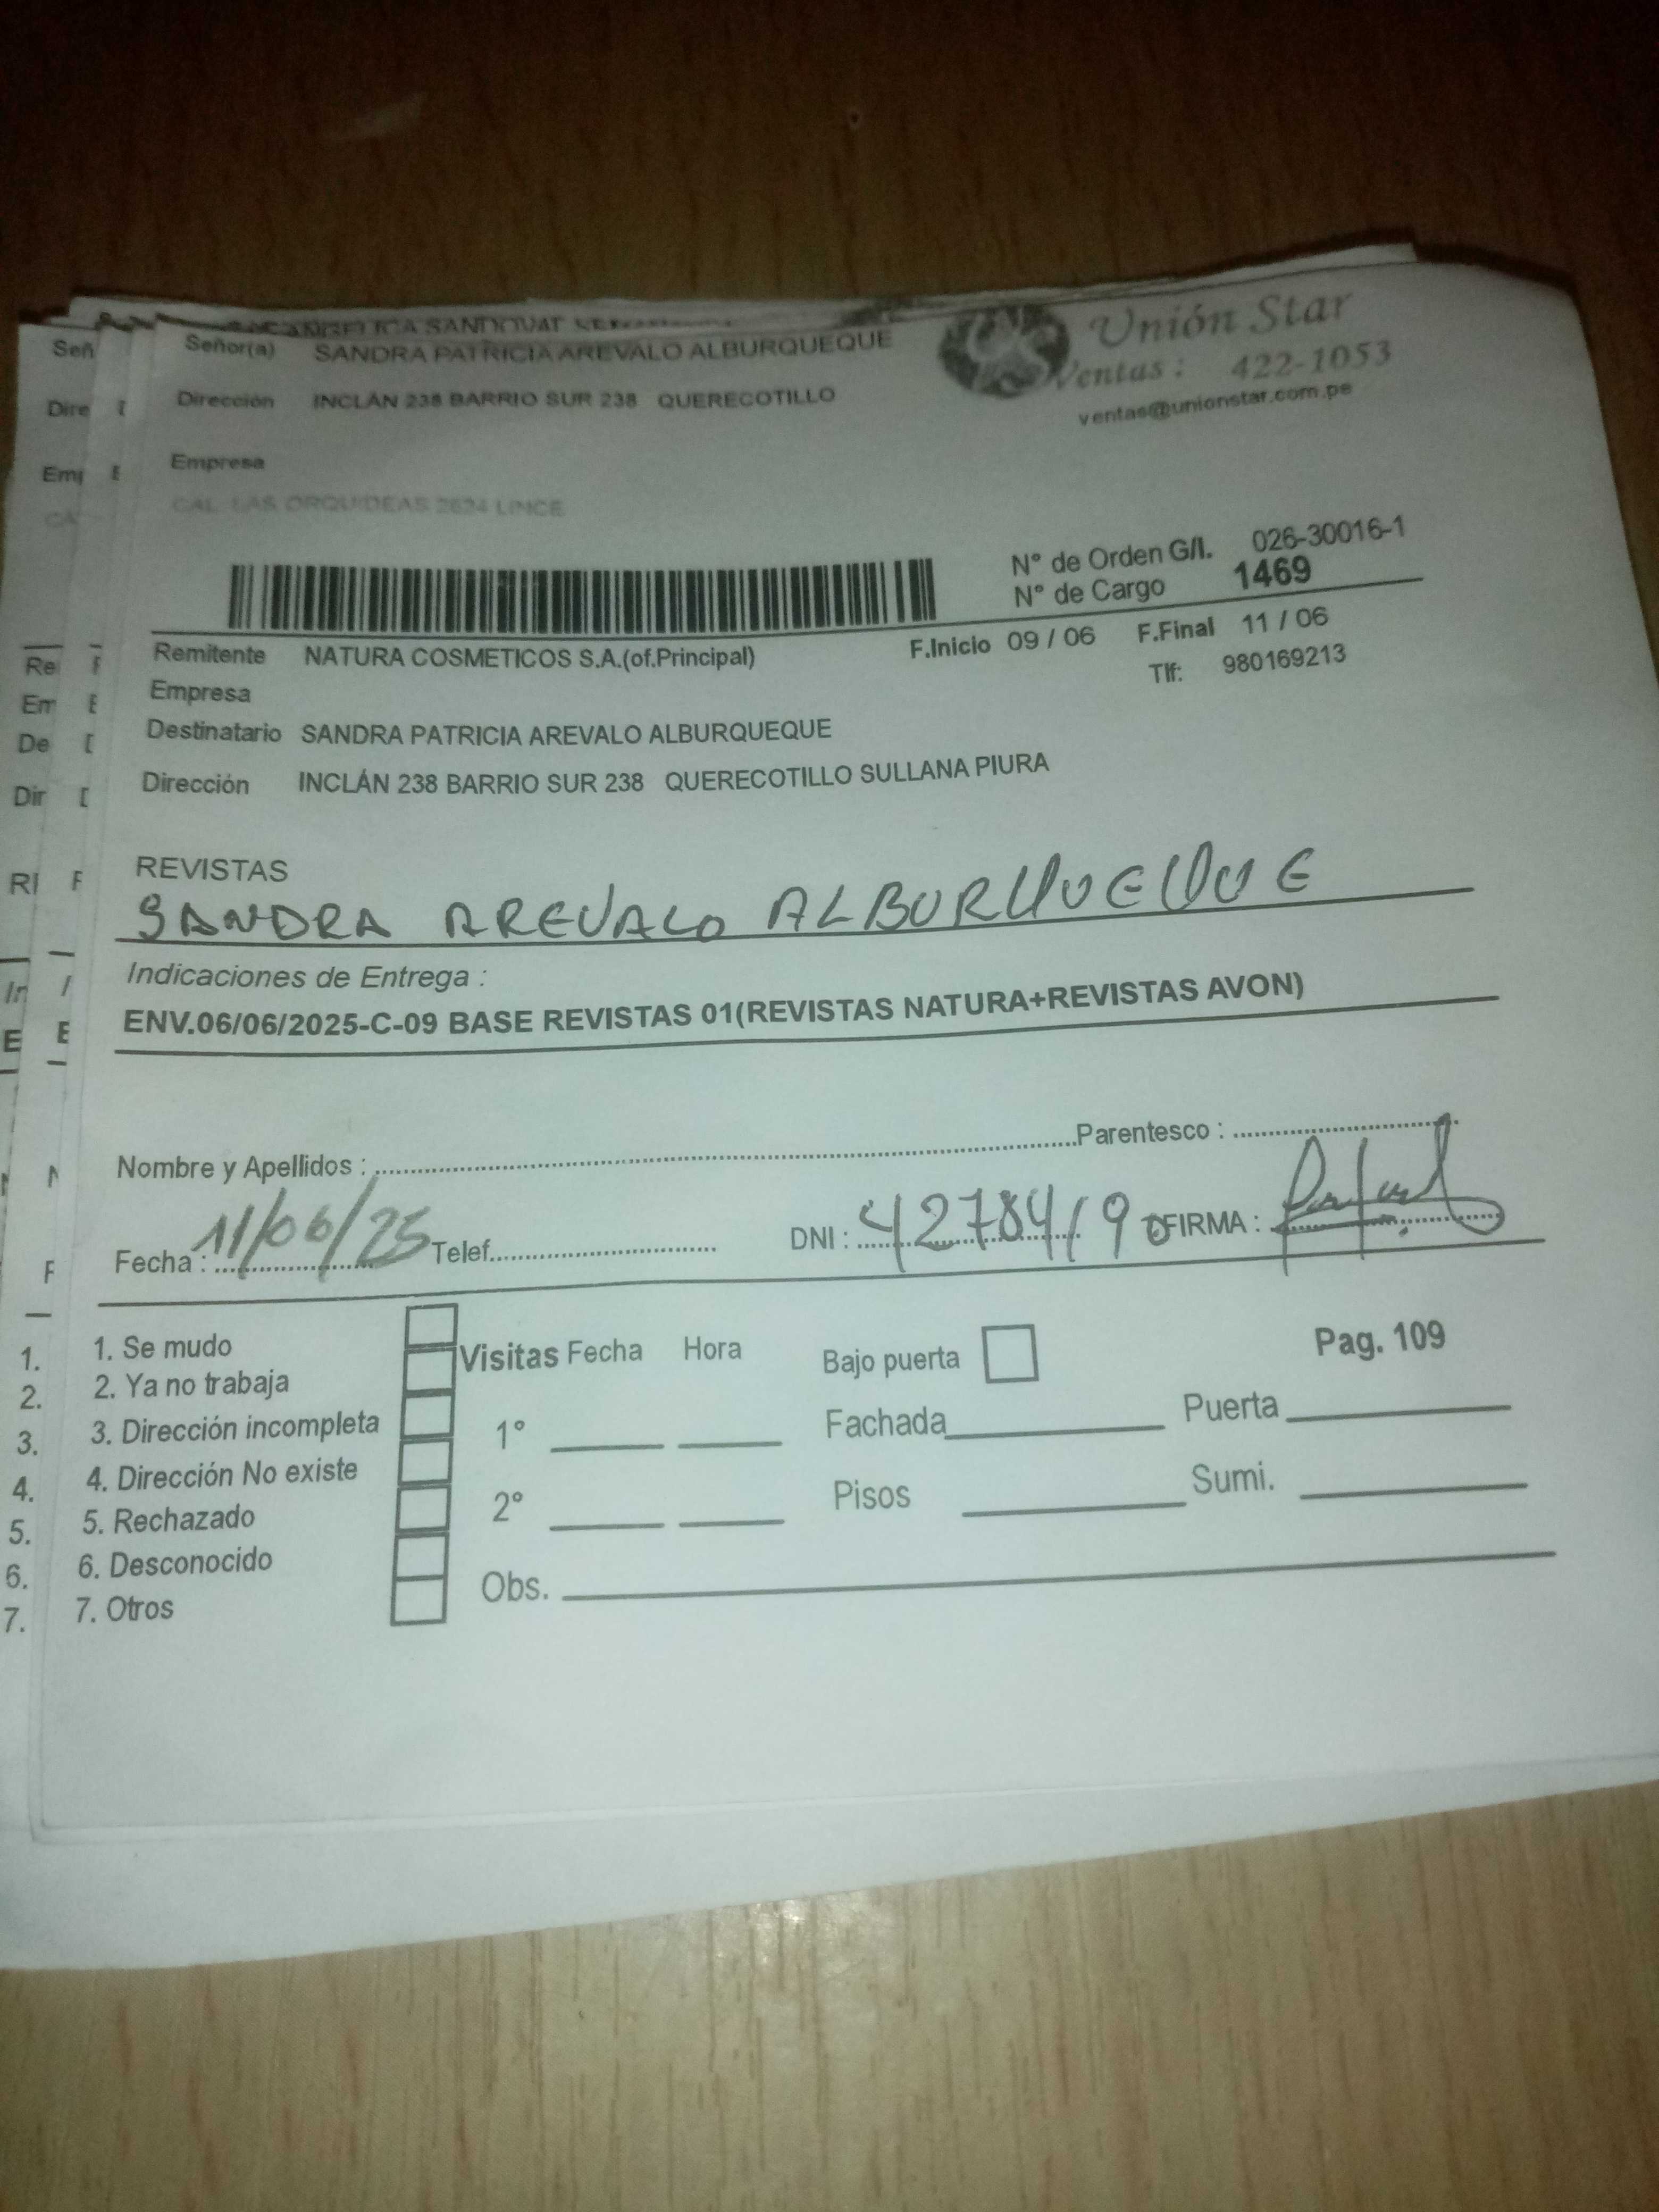 ANGELICA SANDOVAL
Señor(a) SANDRA PATRICIA AREVALO ALBURQUEQUE
Unión Star
Ventas : 422-1053
ventas@unionstar.com.pe
Dirección INCLÁN 238 BARRIO SUR 238 QUERECOTILLO
Empresa
CAL. LAS ORQUIDEAS 2624 LINCE
N° de Orden G/I. 026-30016-1
N° de Cargo 1469
Remitente NATURA COSMETICOS S.A.(of.Principal) F.Inicio 09 / 06 F.Final 11 / 06
Empresa Tlf: 980169213
Destinatario SANDRA PATRICIA AREVALO ALBURQUEQUE
Dirección INCLÁN 238 BARRIO SUR 238 QUERECOTILLO SULLANA PIURA
REVISTAS
SANDRA AREVALO ALBURQUEQUE
Indicaciones de Entrega :
ENV.06/06/2025-C-09 BASE REVISTAS 01(REVISTAS NATURA+REVISTAS AVON)
Nombre y Apellidos : Parentesco :
Fecha : 11/06/25 Telef. DNI : 42784190 FIRMA :
1. Se mudo
2. Ya no trabaja
3. Dirección incompleta
4. Dirección No existe
5. Rechazado
6. Desconocido
7. Otros
Visitas Fecha Hora
1°
2°
Obs.
Bajo puerta Pag. 109
Fachada Puerta
Pisos Sumi.